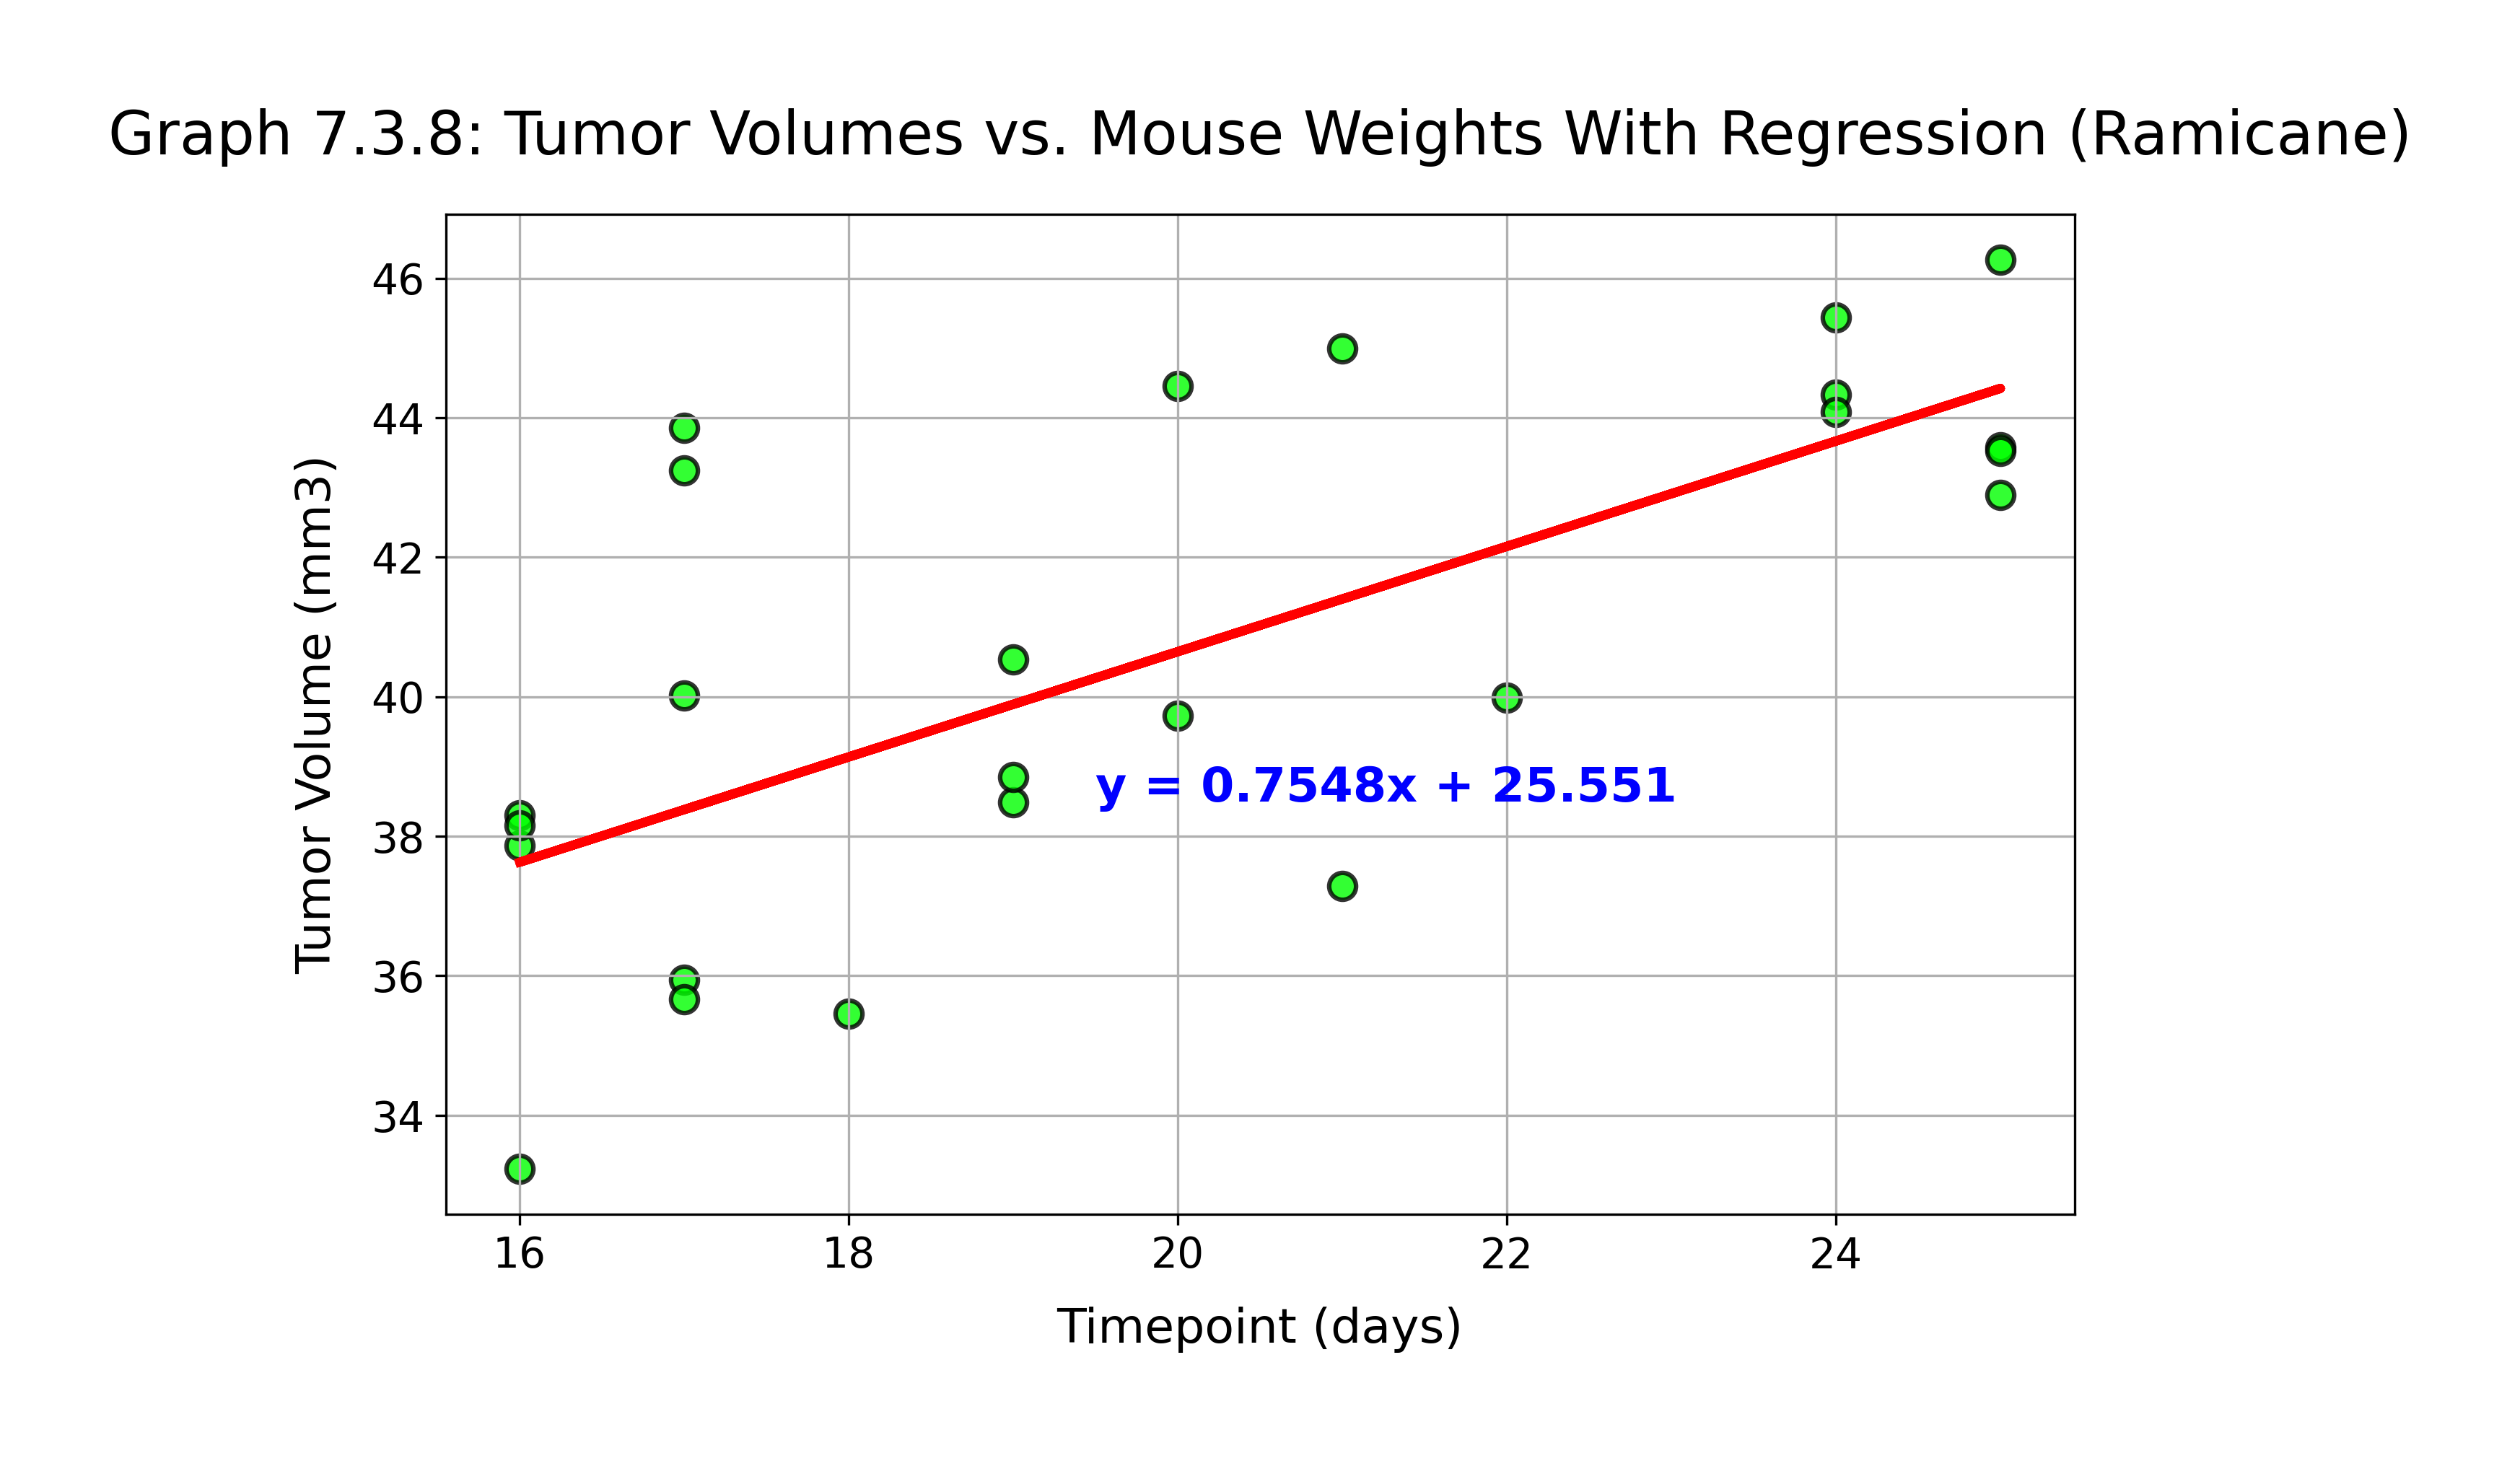 Graph 7.3.8: Tumor Volumes vs. Mouse Weights With Regression (Ramicane)
46
44
42
40
38
36
34
Tumor Volume (mm3)
y = 0.7548x + 25.551
16 18 20 22 24
Timepoint (days)